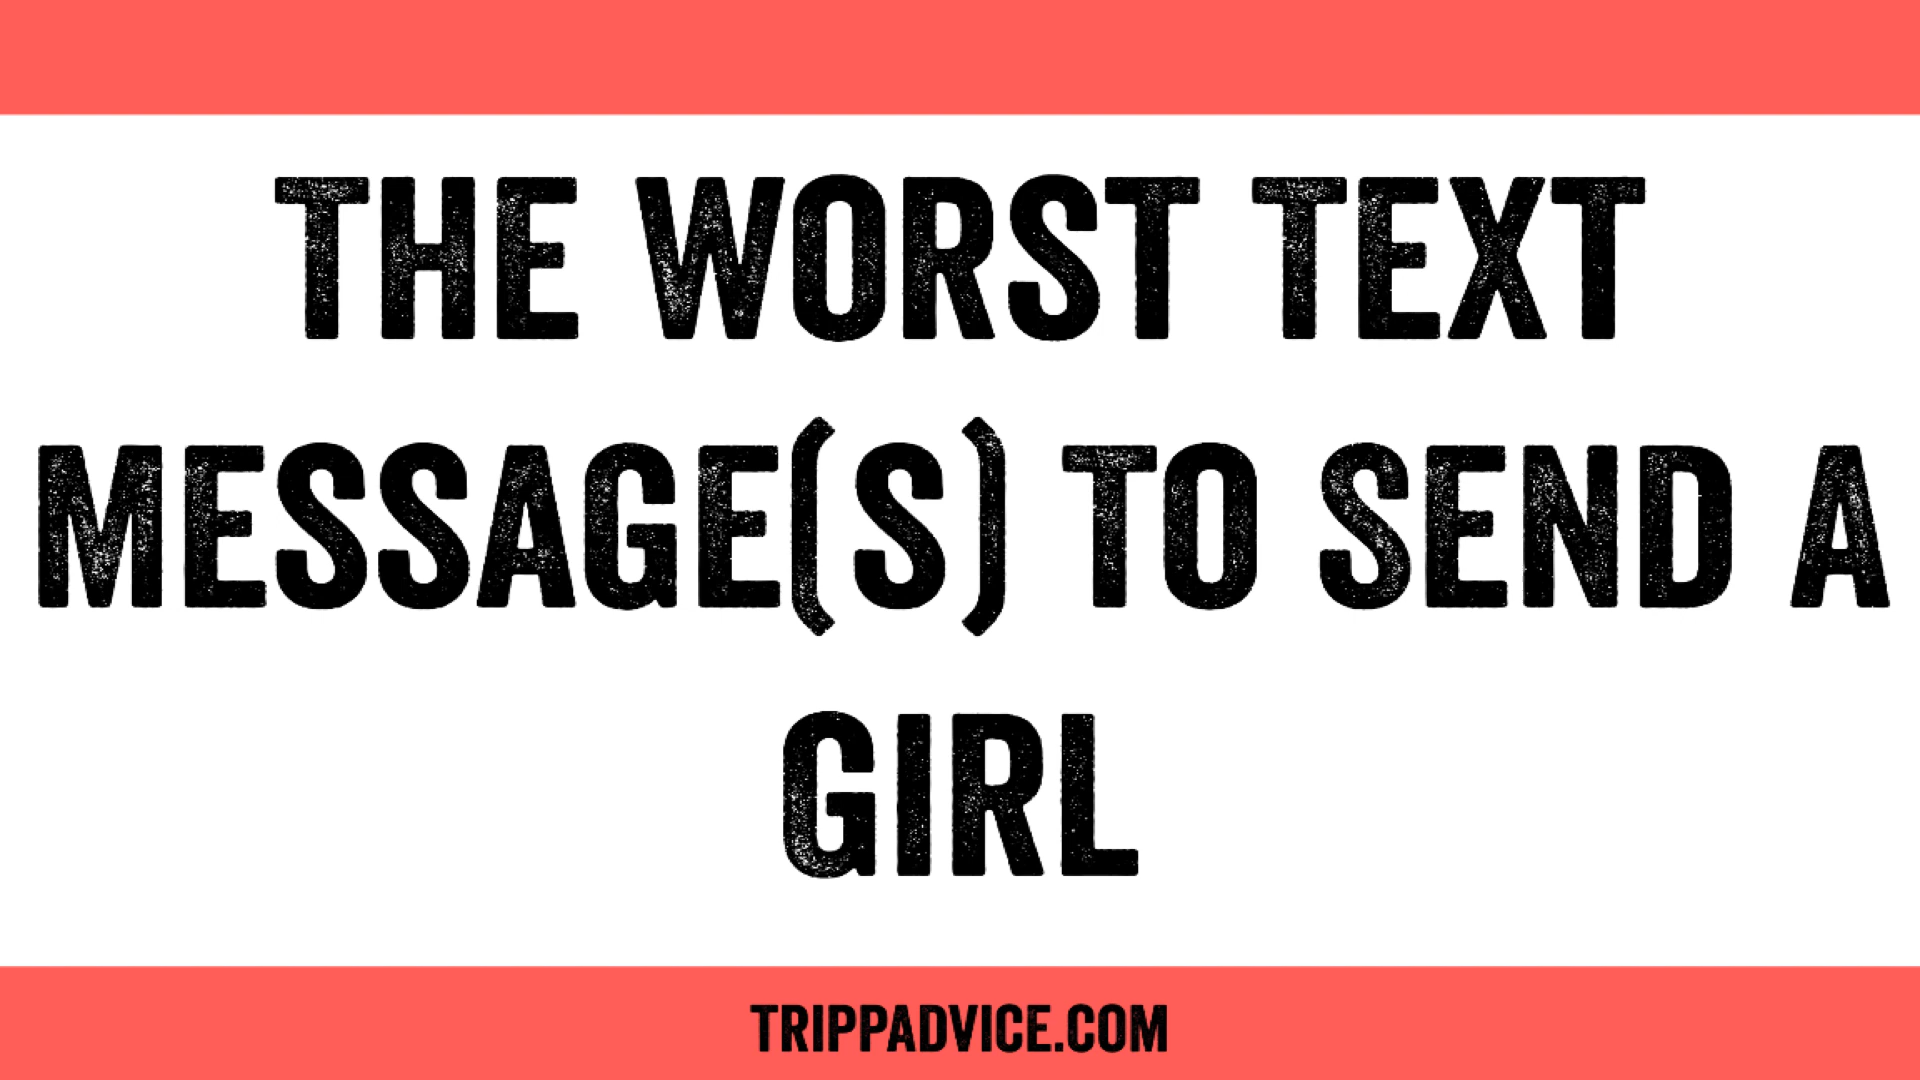 THE WORST TEXT
MESSAGE(S) TO SEND A
GIRL
TRIPPADVICE.COM